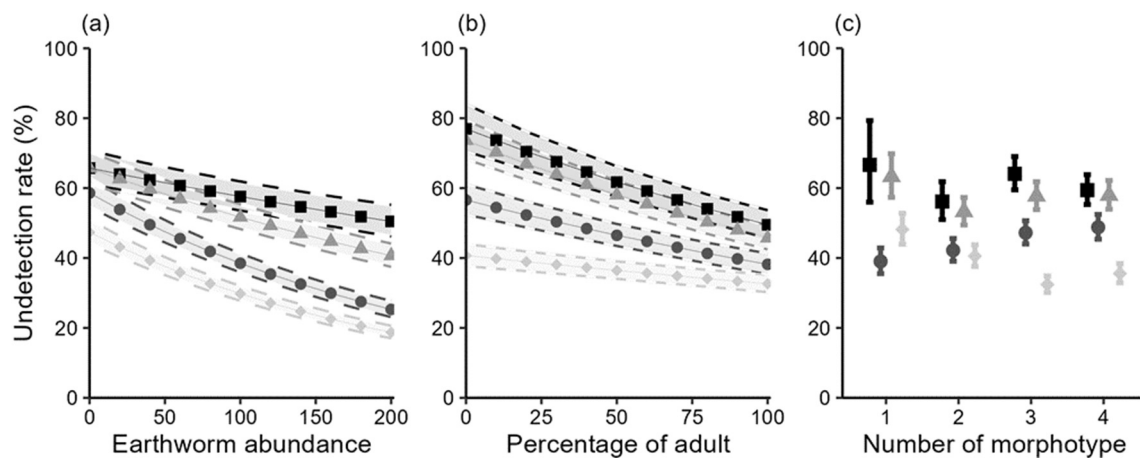 (a)
Undetection rate (%)
100
80
60
40
20
0
0 50 100 150 200
Earthworm abundance
(b)
100
80
60
40
20
0
0 25 50 75 100
Percentage of adult
(c)
100
80
60
40
20
0
1 2 3 4
Number of morphotype